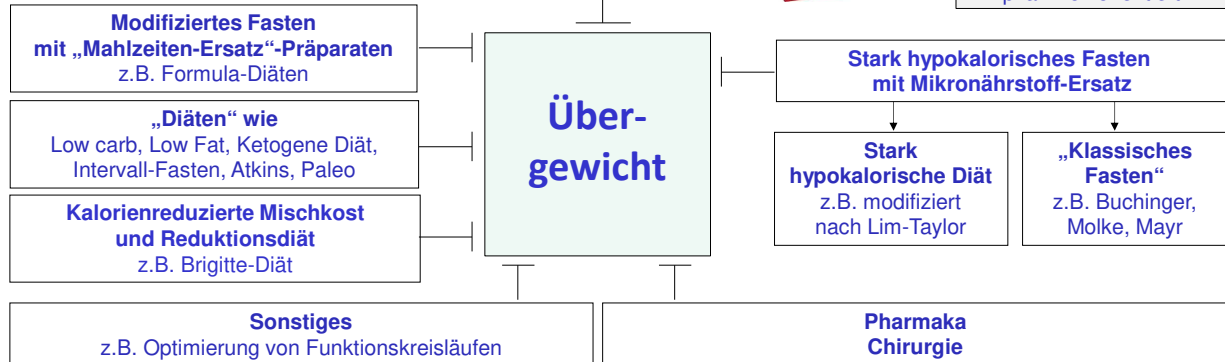 Modifiziertes Fasten
mit „Mahlzeiten-Ersatz“-Präparaten
z.B. Formula-Diäten
„Diäten“ wie
Low carb, Low Fat, Ketogene Diät,
Intervall-Fasten, Atkins, Paleo
Kalorienreduzierte Mischkost
und Reduktionsdiät
z.B. Brigitte-Diät
Über-
gewicht
Stark hypokalorisches Fasten
mit Mikronährstoff-Ersatz
Stark
hypokalorische Diät
z.B. modifiziert
nach Lim-Taylor
„Klassisches
Fasten“
z.B. Buchinger,
Molke, Mayr
Sonstiges
z.B. Optimierung von Funktionskreisläufen
Pharmaka
Chirurgie